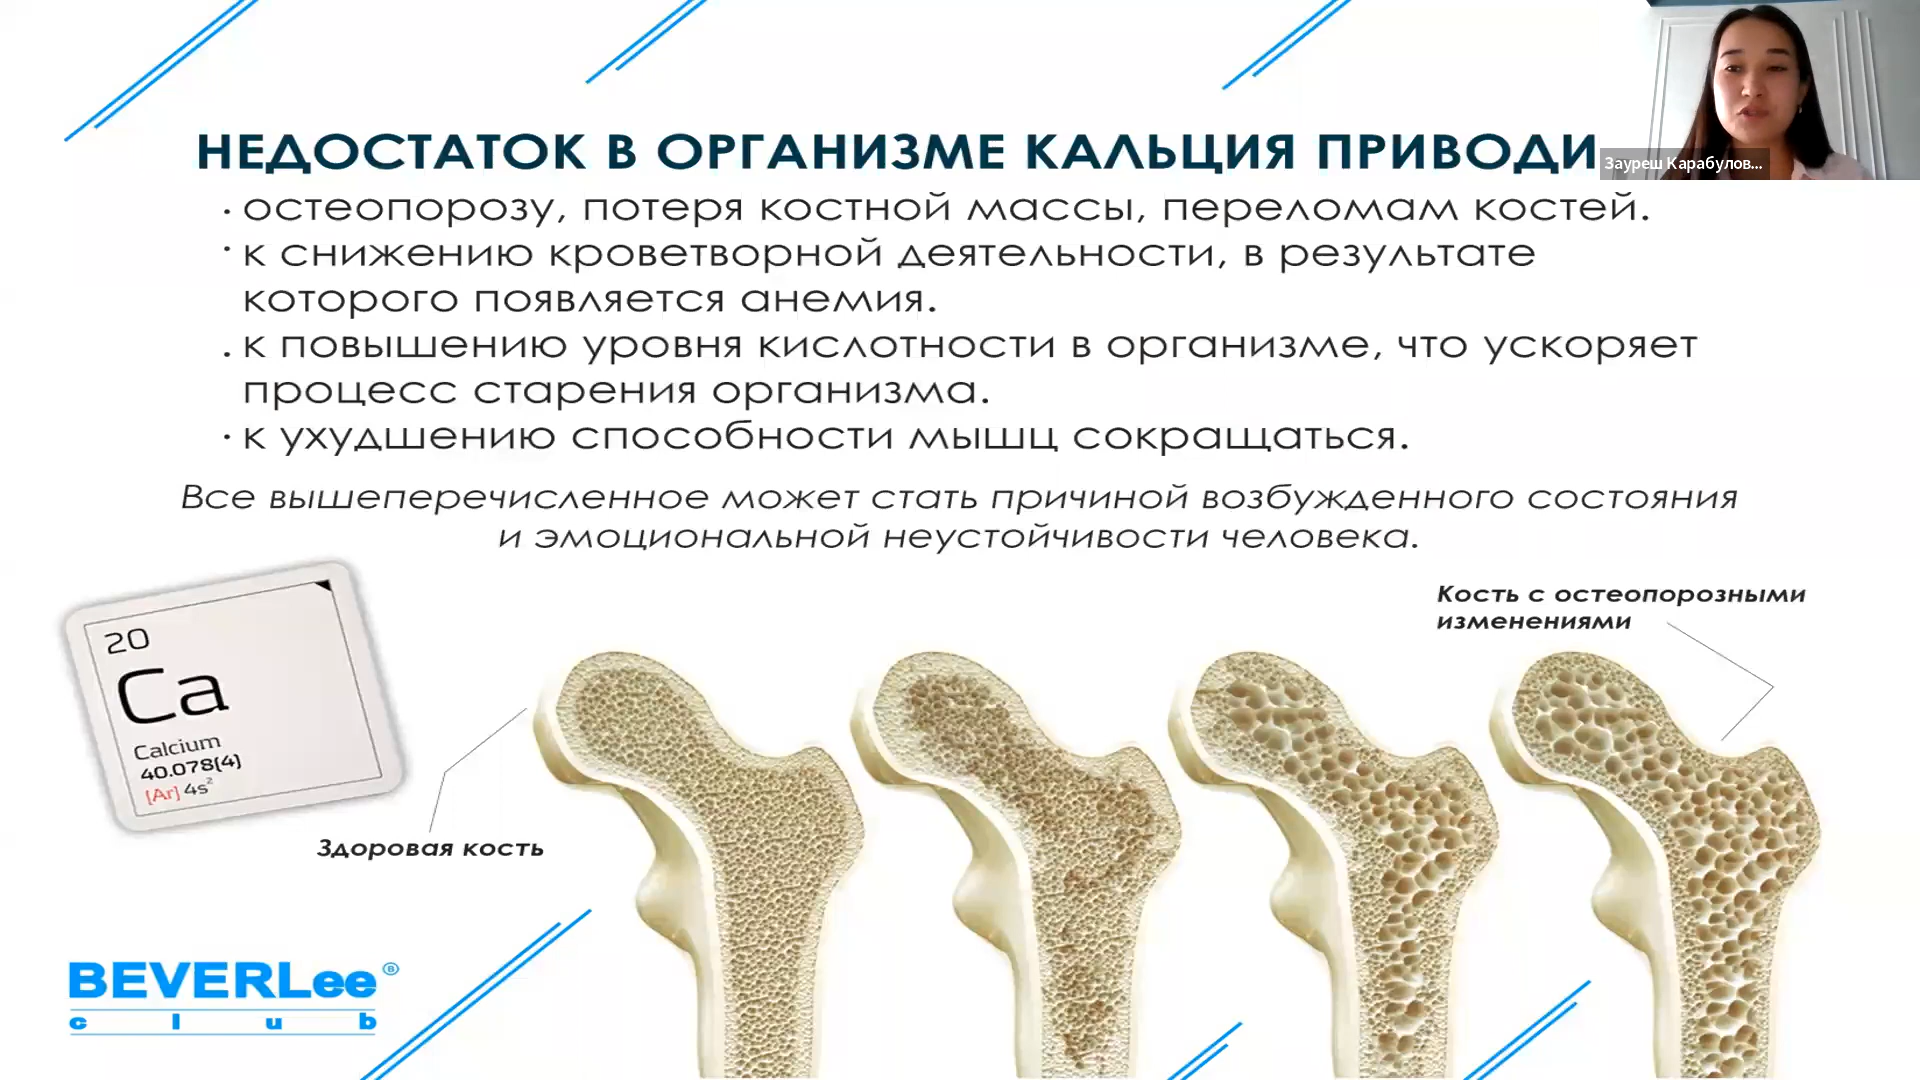 НЕДОСТАТОК В ОРГАНИЗМЕ КАЛЬЦИЯ ПРИВОДИ
Зауреш Карабулов...
· остеопорозу, потеря костной массы, переломам костей.
· к снижению кроветворной деятельности, в результате
которого появляется анемия.
. к повышению уровня кислотности в организме, что ускоряет
процесс старения организма.
· к ухудшению способности мышц сокращаться.
Все вышеперечисленное может стать причиной возбужденного состояния
и эмоциональной неустойчивости человека.
Кость с остеопорозными
изменениями
20
Ca
Calcium
40.078(4)
[Ar] 4s²
Здоровая кость
BEVERLee®
club